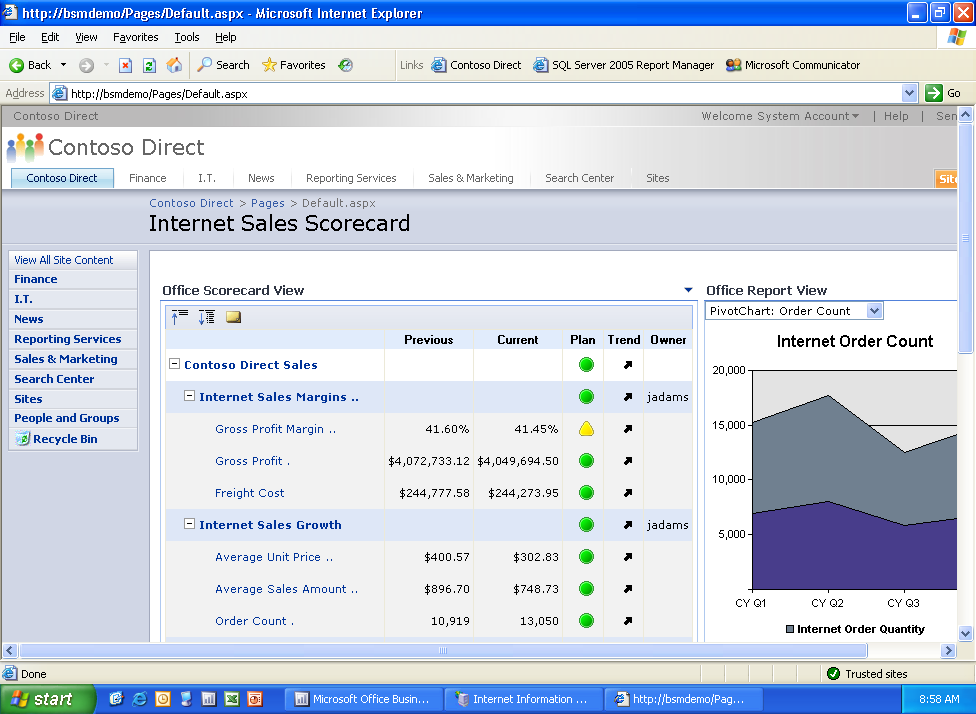 http://bsmdemo/Pages/Default.aspx - Microsoft Internet Explorer
File Edit View Favorites Tools Help
Back Search Favorites Links Contoso Direct SQL Server 2005 Report Manager Microsoft Communicator
Address http://bsmdemo/Pages/Default.aspx Go
Contoso Direct Welcome System Account | Help | Sen
Contoso Direct
Contoso Direct Finance I.T. News Reporting Services Sales & Marketing Search Center Sites Site
Contoso Direct > Pages > Default.aspx
Internet Sales Scorecard
View All Site Content
Finance
I.T.
News
Reporting Services
Sales & Marketing
Search Center
Sites
People and Groups
Recycle Bin
Office Scorecard View
Previous Current Plan Trend Owner
Contoso Direct Sales
Internet Sales Margins .. jadams
Gross Profit Margin .. 41.60% 41.45%
Gross Profit . $4,072,733.12 $4,049,694.50
Freight Cost $244,777.58 $244,273.95
Internet Sales Growth jadams
Average Unit Price .. $400.57 $302.83
Average Sales Amount .. $896.70 $748.73
Order Count . 10,919 13,050
Office Report View
PivotChart: Order Count
Internet Order Count
20,000
15,000
10,000
5,000
CY Q1 CY Q2 CY Q3
Internet Order Quantity
Done Trusted sites
start Microsoft Office Busin... Internet Information ... http://bsmdemo/Pag... 8:58 AM